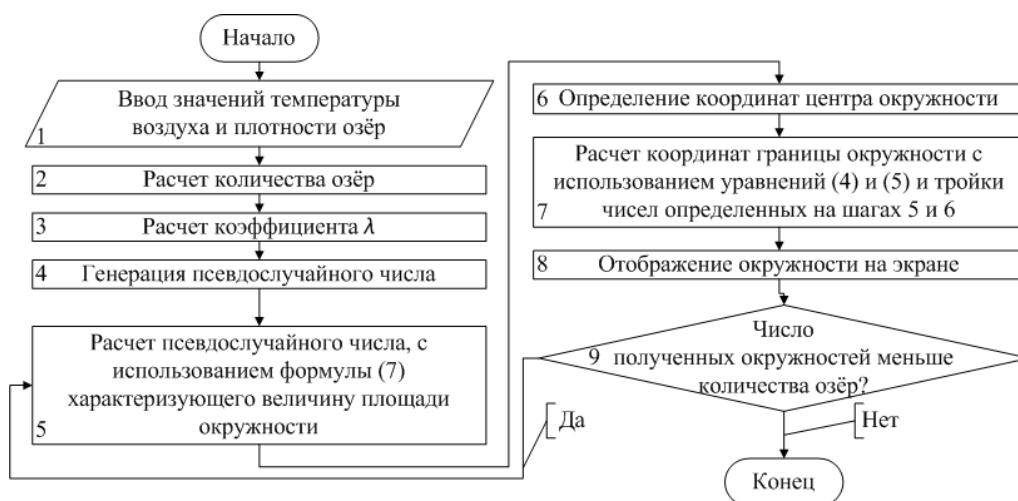 Начало
Ввод значений температуры
воздуха и плотности озёр
1
2 Расчет количества озёр
3 Расчет коэффициента λ
4 Генерация псевдослучайного числа
Расчет псевдослучайного числа, с
использованием формулы (7)
характеризующего величину площади
окружности
5
6 Определение координат центра окружности
Расчет координат границы окружности с
использованием уравнений (4) и (5) и тройки
чисел определенных на шагах 5 и 6
7
8 Отображение окружности на экране
Число
9 полученных окружностей меньше
количества озёр?
Да
Нет
Конец